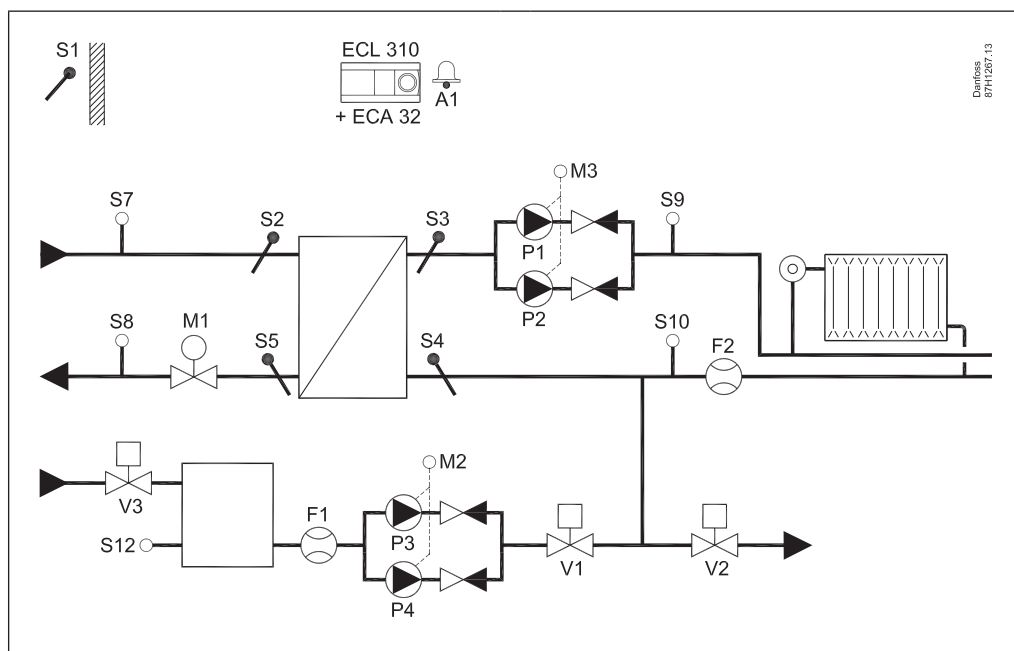 S1
ECL 310
A1
+ ECA 32
Danfoss
87H1267.13
M3
S7
S2
S3
S9
P1
P2
S8
M1
S5
S4
S10
F2
M2
V3
F1
P3
S12
V1
V2
P4